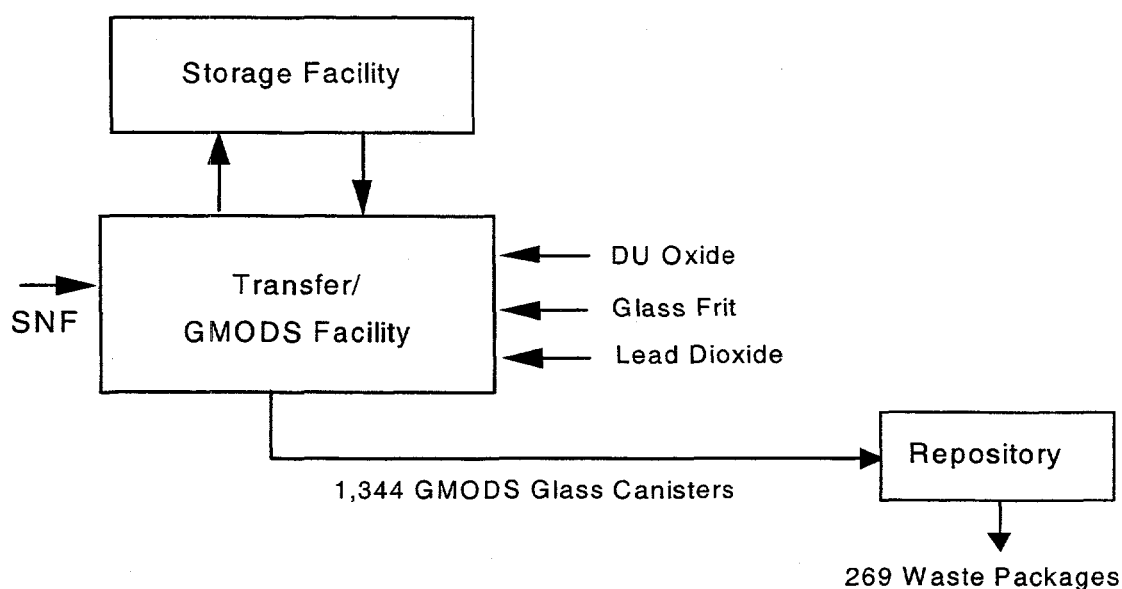 Storage Facility
Transfer/
GMODS Facility
SNF
DU Oxide
Glass Frit
Lead Dioxide
1,344 GMODS Glass Canisters
Repository
269 Waste Packages